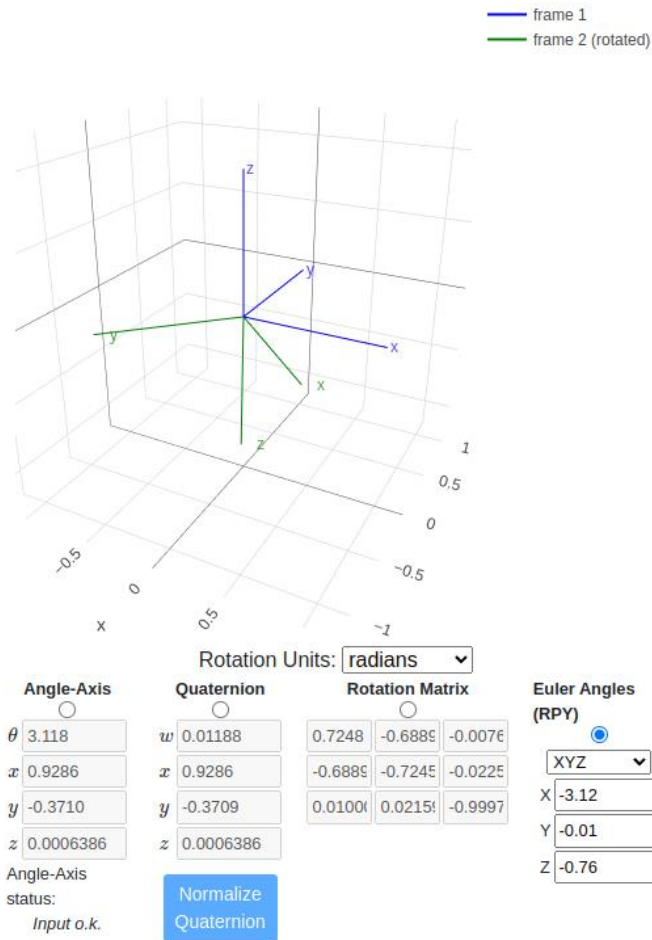 frame 1
frame 2 (rotated)
z
y
x
y
x
z
1
0.5
0
−0.5
−1
−0.5
0
0.5
x
Rotation Units: radians
Angle-Axis Quaternion Rotation Matrix Euler Angles (RPY)
θ 3.118 w 0.01188 0.7248 -0.6889 -0.0076
XYZ
x 0.9286 x 0.9286 -0.6889 -0.7245 -0.0225
X -3.12
y -0.3710 y -0.3709 0.0100 0.02159 -0.9997
Y -0.01
z 0.0006386 z 0.0006386
Z -0.76
Angle-Axis
status:
Input o.k.
Normalize
Quaternion